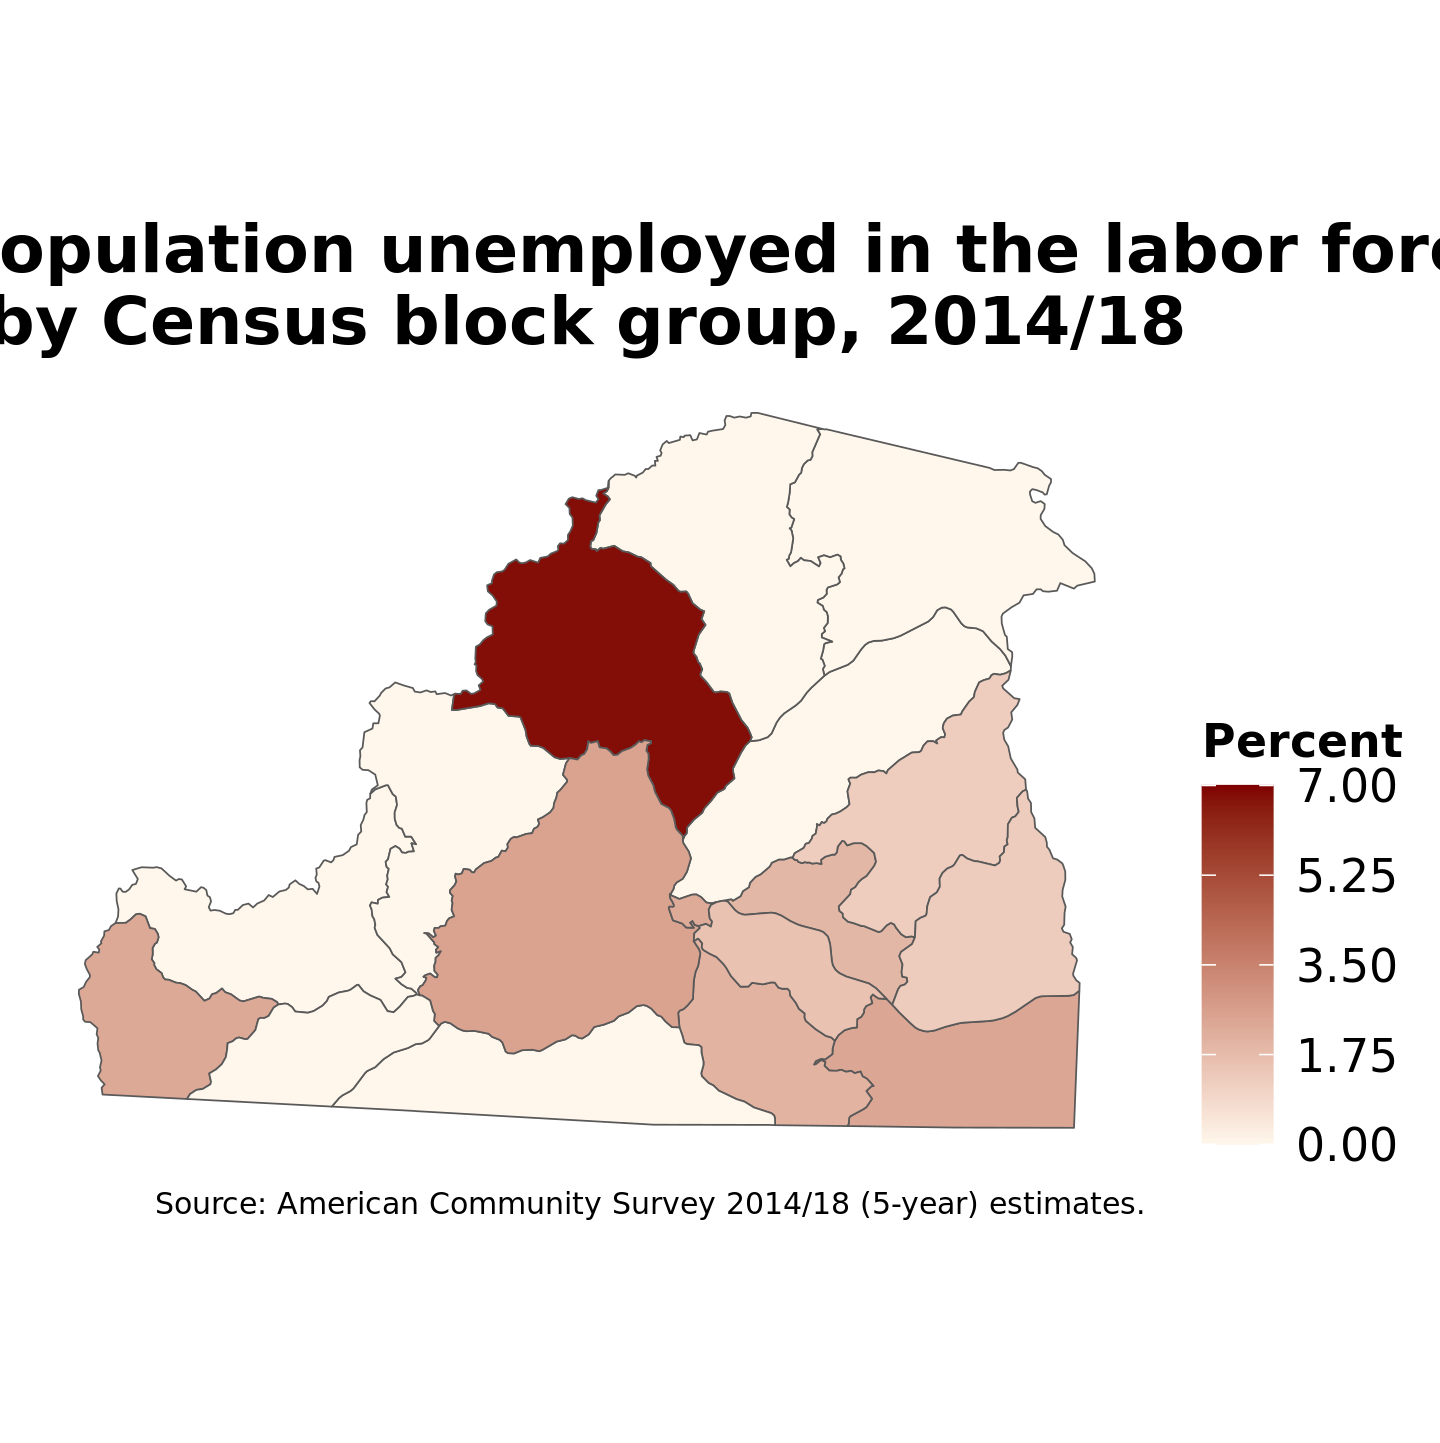 opulation unemployed in the labor forc
by Census block group, 2014/18
Percent
7.00
5.25
3.50
1.75
0.00
Source: American Community Survey 2014/18 (5-year) estimates.